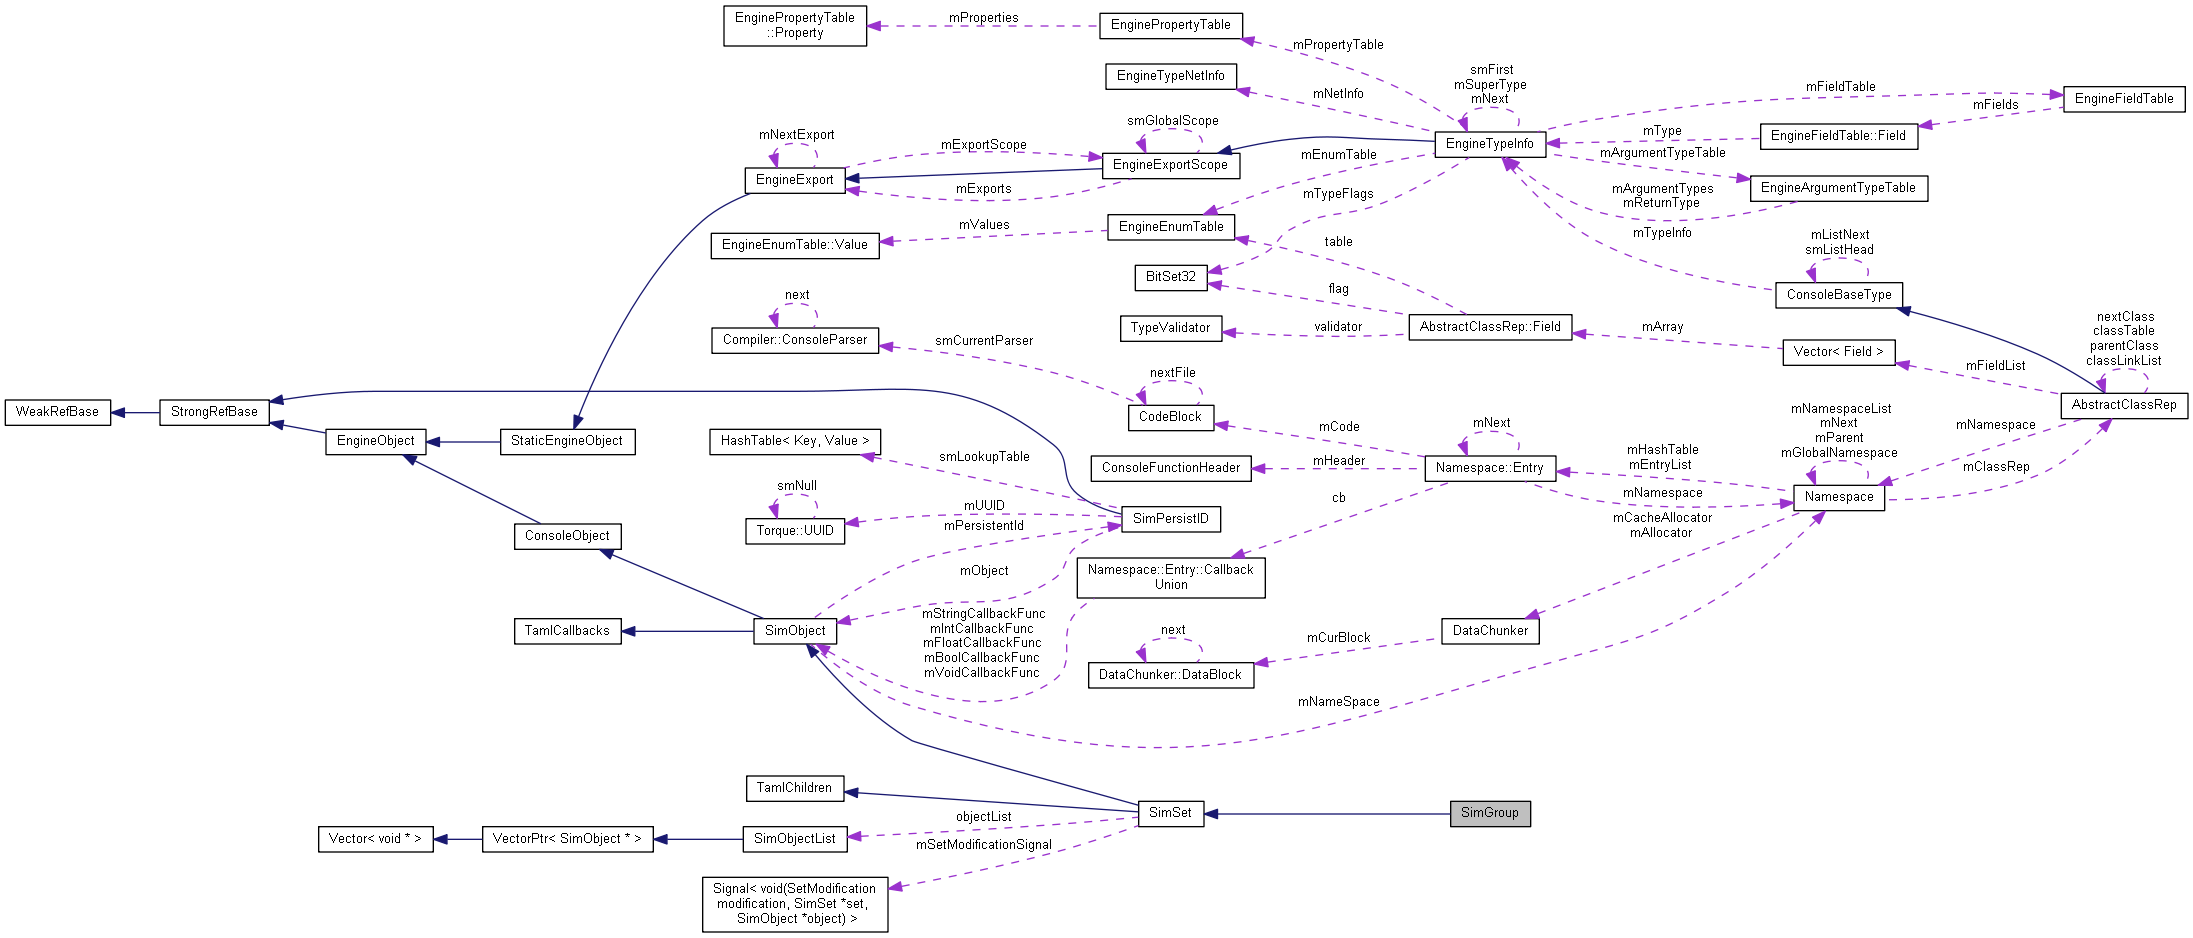 EnginePropertyTable
::Property
mProperties
EnginePropertyTable
mPropertyTable
EngineTypeNetInfo
mNetInfo
smFirst
mSuperType
mNext
EngineTypeInfo
mFieldTable
EngineFieldTable
mFields
EngineFieldTable::Field
mType
mArgumentTypeTable
EngineArgumentTypeTable
mArgumentTypes
mReturnType
mTypeInfo
mNextExport
EngineExport
mExportScope
mExports
smGlobalScope
EngineExportScope
mEnumTable
mTypeFlags
EngineEnumTable
mValues
EngineEnumTable::Value
table
BitSet32
flag
TypeValidator
validator
AbstractClassRep::Field
mArray
Vector< Field >
mFieldList
mListNext
smListHead
ConsoleBaseType
nextClass
classTable
parentClass
classLinkList
AbstractClassRep
mNamespace
mClassRep
next
Compiler::ConsoleParser
smCurrentParser
nextFile
CodeBlock
mCode
mNext
Namespace::Entry
mHeader
ConsoleFunctionHeader
cb
mHashTable
mEntryList
mNamespace
mNamespaceList
mNext
mParent
mGlobalNamespace
Namespace
mCacheAllocator
mAllocator
WeakRefBase
StrongRefBase
EngineObject
StaticEngineObject
HashTable< Key, Value >
smLookupTable
smNull
Torque::UUID
mUUID
mPersistentId
SimPersistID
mObject
ConsoleObject
TamlCallbacks
SimObject
Namespace::Entry::Callback
Union
mStringCallbackFunc
mIntCallbackFunc
mFloatCallbackFunc
mBoolCallbackFunc
mVoidCallbackFunc
next
DataChunker::DataBlock
mCurBlock
DataChunker
mNameSpace
TamlChildren
SimSet
SimGroup
objectList
mSetModificationSignal
Vector< void * >
VectorPtr< SimObject * >
SimObjectList
Signal< void(SetModification
modification, SimSet *set,
SimObject *object) >